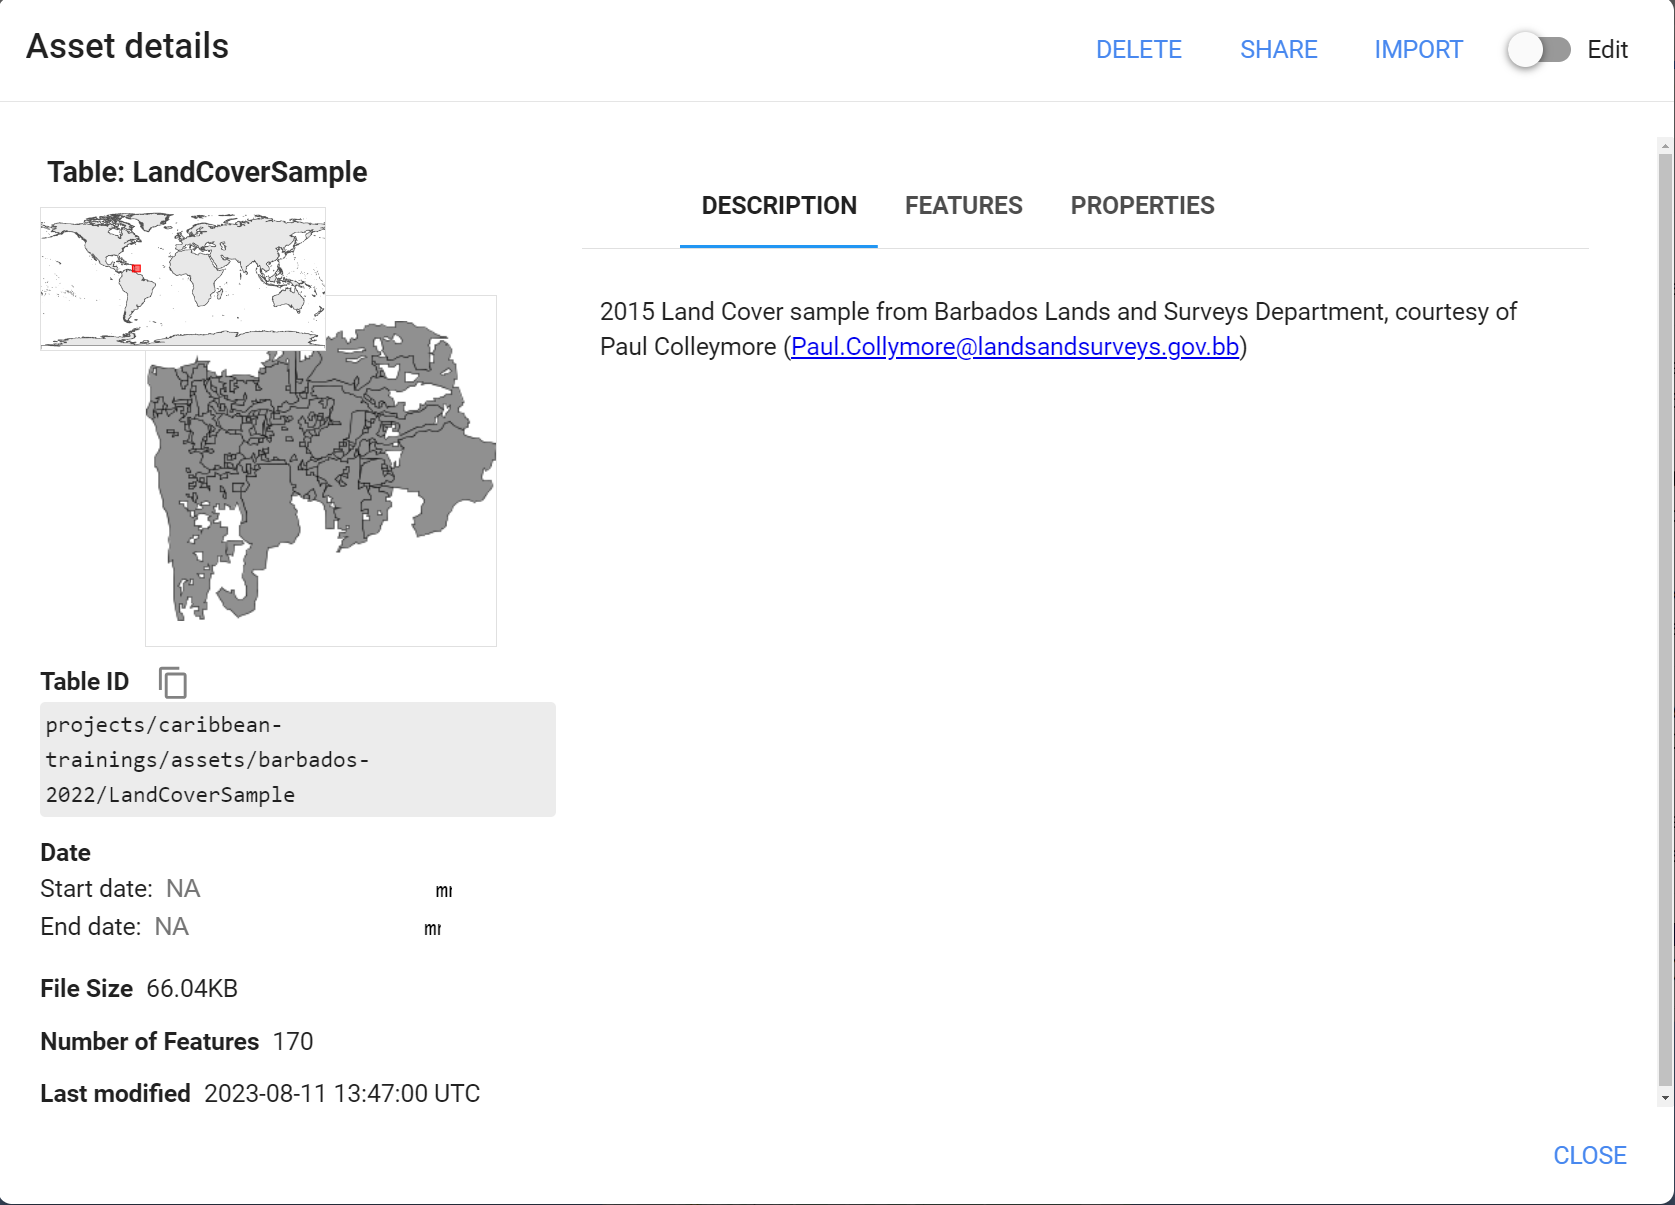 Asset details
DELETE SHARE IMPORT Edit
Table: LandCoverSample
DESCRIPTION FEATURES PROPERTIES
2015 Land Cover sample from Barbados Lands and Surveys Department, courtesy of
Paul Colleymore (Paul.Collymore@landsandsurveys.gov.bb)
Table ID
projects/caribbean-
trainings/assets/barbados-
2022/LandCoverSample
Date
Start date: NA
End date: NA
File Size 66.04KB
Number of Features 170
Last modified 2023-08-11 13:47:00 UTC
CLOSE